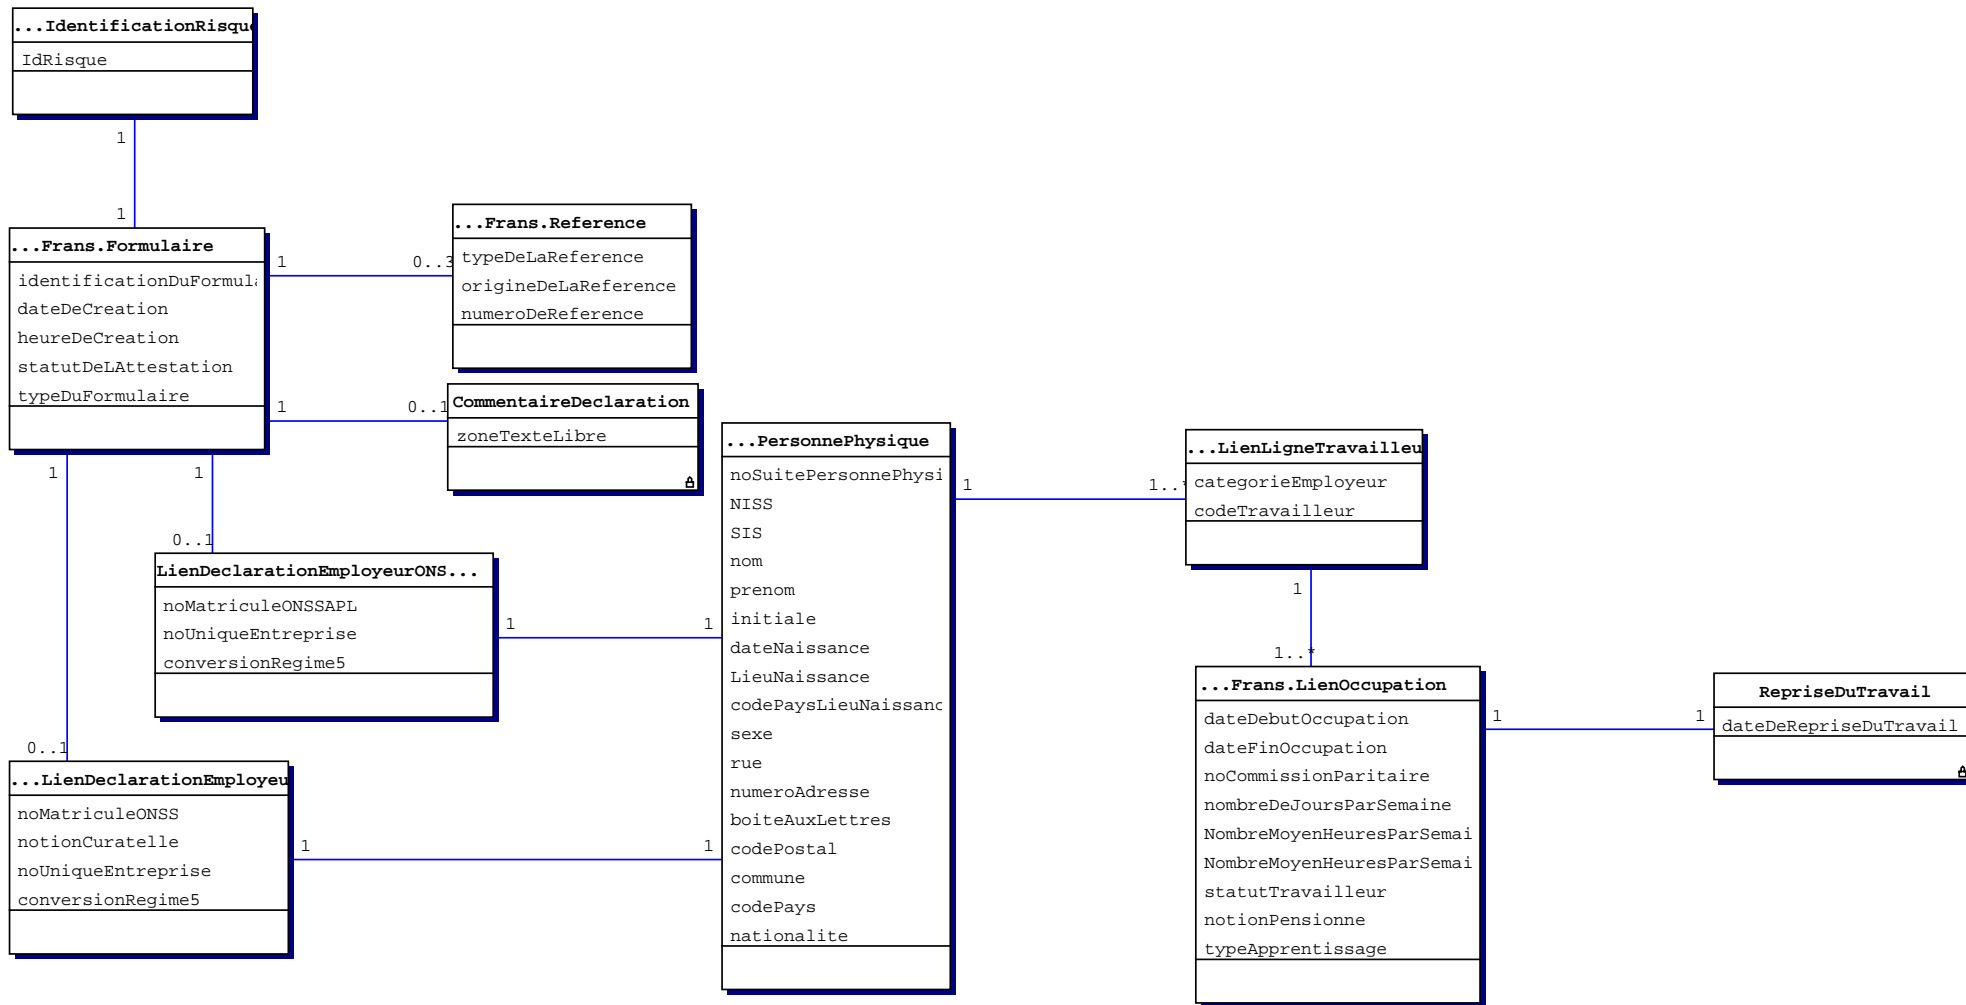 ...IdentificationRisque
IdRisque
1
1
...Frans.Formulaire
identificationDuFormula
dateDeCreation
heureDeCreation
statutDeLAttestation
typeDuFormulaire
1
0..3
...Frans.Reference
typeDeLaReference
origineDeLaReference
numeroDeReference
1
0..1
CommentaireDeclaration
zoneTexteLibre
1
1
0..1
LienDeclarationEmployeurONS...
noMatriculeONSSAPL
noUniqueEntreprise
conversionRegime5
1
1
0..1
...LienDeclarationEmployeu
noMatriculeONSS
notionCuratelle
noUniqueEntreprise
conversionRegime5
1
1
...PersonnePhysique
noSuitePersonnePhysi
NISS
SIS
nom
prenom
initiale
dateNaissance
LieuNaissance
codePaysLieuNaissanc
sexe
rue
numeroAdresse
boiteAuxLettres
codePostal
commune
codePays
nationalite
1
1..*
...LienLigneTravailleu
categorieEmployeur
codeTravailleur
1
1..*
...Frans.LienOccupation
dateDebutOccupation
dateFinOccupation
noCommissionParitaire
nombreDeJoursParSemaine
NombreMoyenHeuresParSemai
NombreMoyenHeuresParSemai
statutTravailleur
notionPensionne
typeApprentissage
1
1
RepriseDuTravail
dateDeRepriseDuTravail